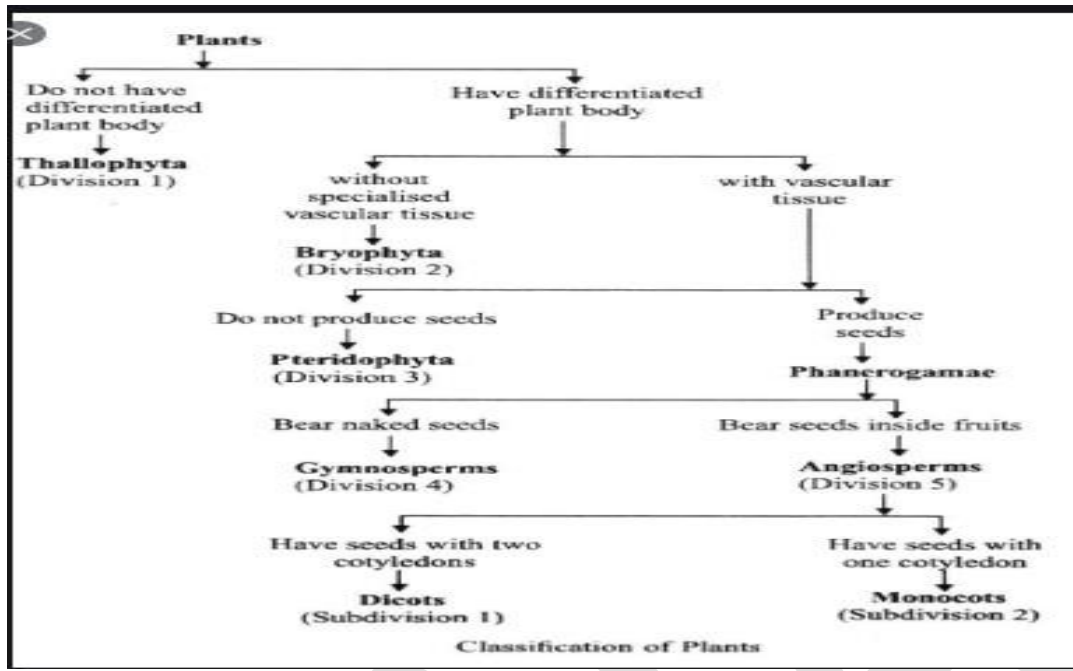 Plants
Do not have
differentiated
plant body
Have differentiated
plant body
Thallophyta
(Division 1)
without
specialised
vascular tissue
with vascular
tissue
Bryophyta
(Division 2)
Do not produce seeds
Produce
seeds
Pteridophyta
(Division 3)
Phanerogamae
Bear naked seeds
Bear seeds inside fruits
Gymnosperms
(Division 4)
Angiosperms
(Division 5)
Have seeds with two
cotyledons
Have seeds with
one cotyledon
Dicots
(Subdivision 1)
Monocots
(Subdivision 2)
Classification of Plants